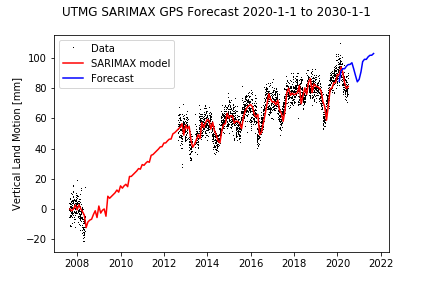 UTMG SARIMAX GPS Forecast 2020-1-1 to 2030-1-1
Data
SARIMAX model
Forecast
Vertical Land Motion [mm]
100
80
60
40
20
0
−20
2008 2010 2012 2014 2016 2018 2020 2022